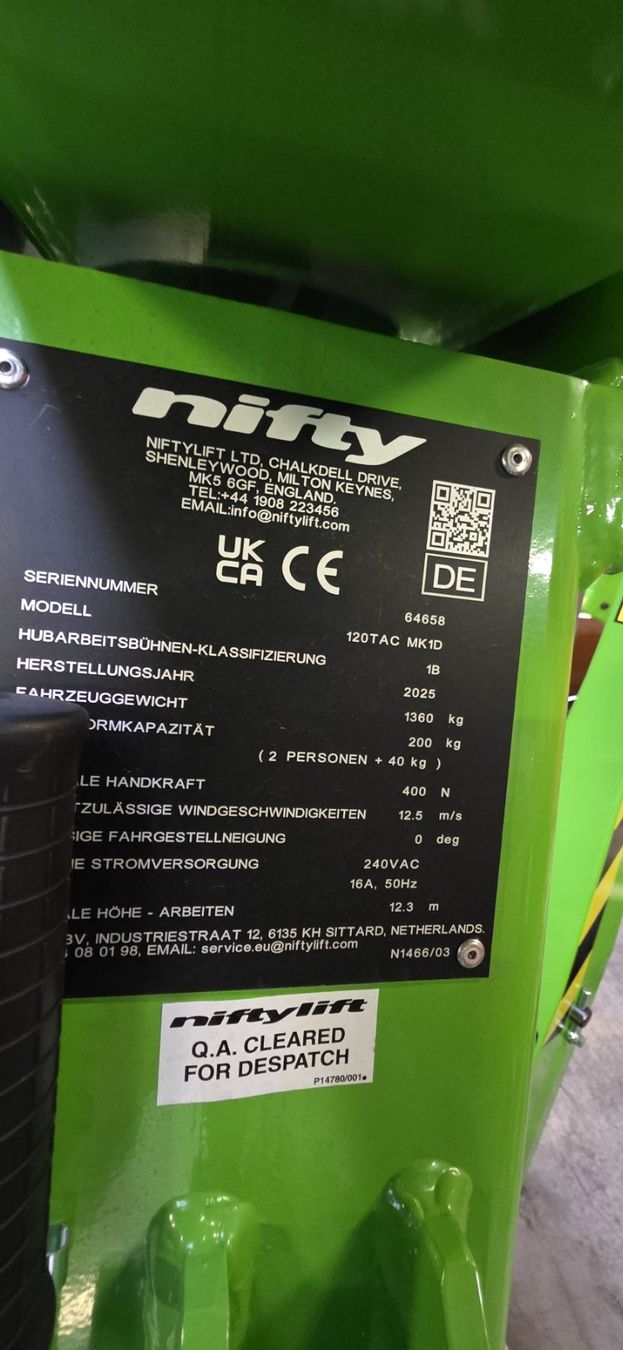 nifty
NIFTYLIFT LTD, CHALKDELL DRIVE,
SHENLEYWOOD, MILTON KEYNES,
MK5 6GF, ENGLAND.
TEL:+44 1908 223456
EMAIL:info@niftylift.com
UK
CA CE
DE
SERIENNUMMER 64658
MODELL 120TAC MK1D
HUBARBEITSBÜHNEN-KLASSIFIZIERUNG 1B
HERSTELLUNGSJAHR 2025
FAHRZEUGGEWICHT 1360 kg
ORMKAPAZITÄT 200 kg
( 2 PERSONEN + 40 kg )
ALE HANDKRAFT 400 N
TZULÄSSIGE WINDGESCHWINDIGKEITEN 12.5 m/s
SIGE FAHRGESTELLNEIGUNG 0 deg
E STROMVERSORGUNG 240VAC
16A, 50Hz
ALE HÖHE - ARBEITEN 12.3 m
BV, INDUSTRIESTRAAT 12, 6135 KH SITTARD, NETHERLANDS.
08 01 98, EMAIL: service.eu@niftylift.com N1466/03
niftylift
Q.A. CLEARED
FOR DESPATCH
P14780/001